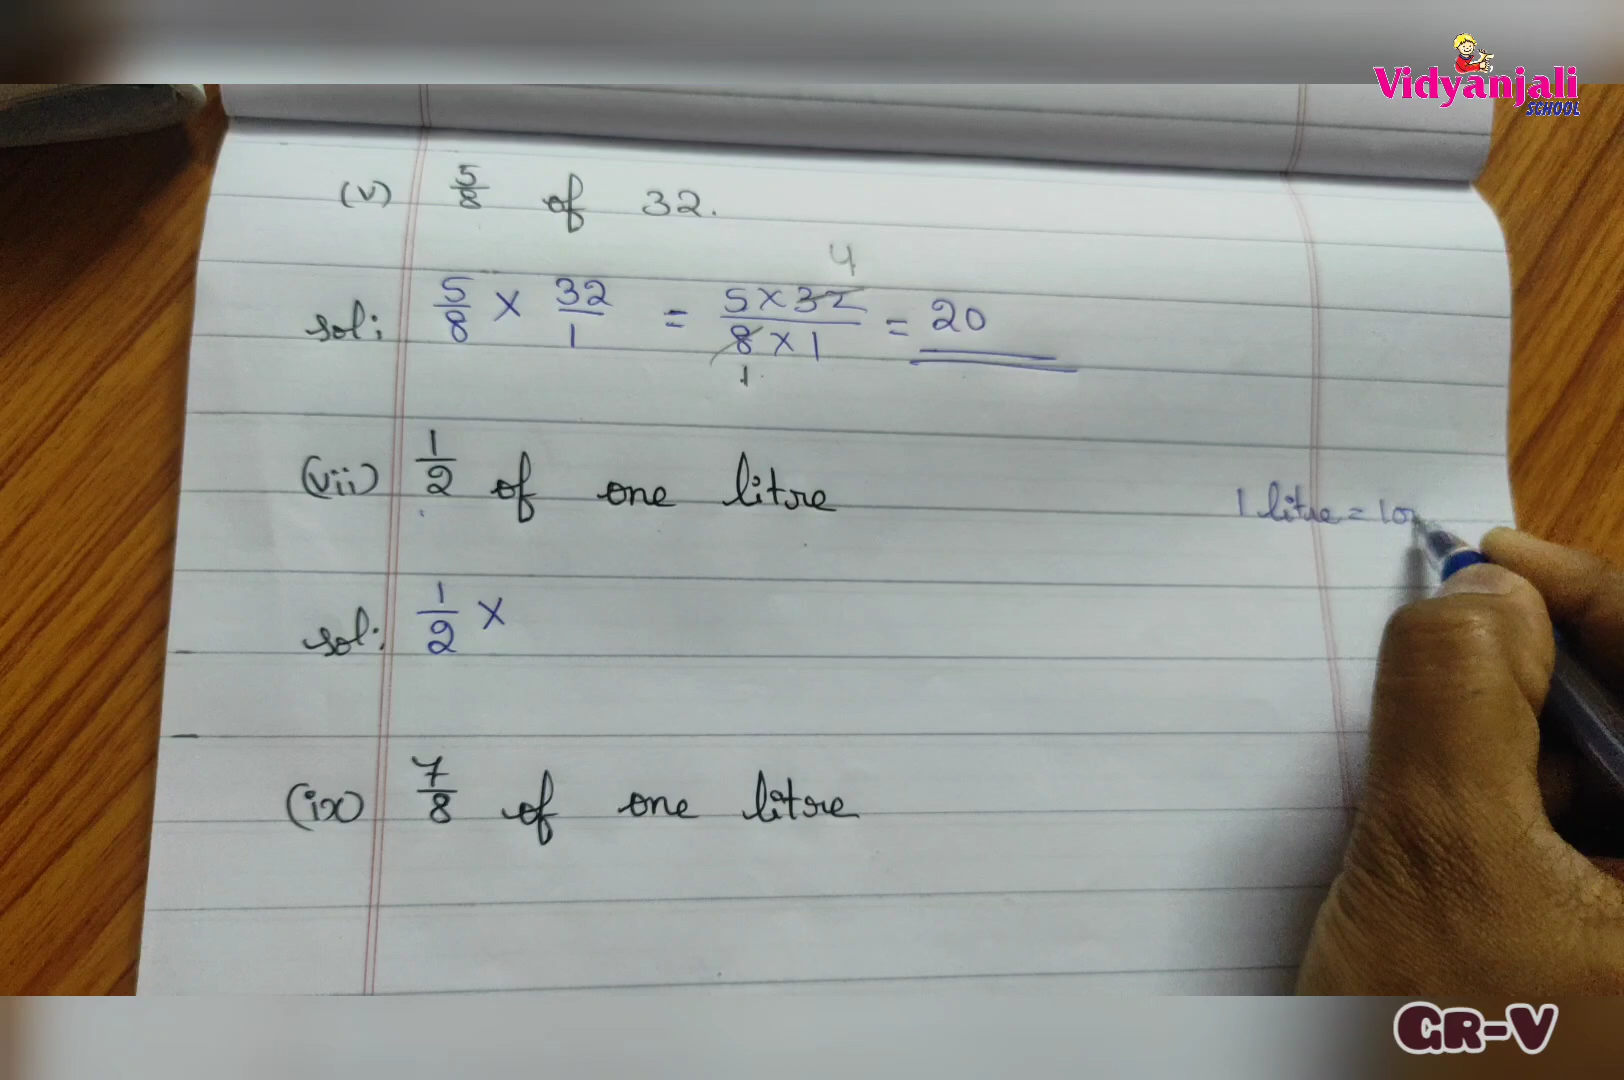 Vidyanjali
SCHOOL
(v) 5/8 of 32.
4
sol: 5/8 × 32/1 = 5×32/8×1 = 20
1
(vii) 1/2 of one litre
1 litre = 10
sol: 1/2 ×
(ix) 7/8 of one litre
GR-V